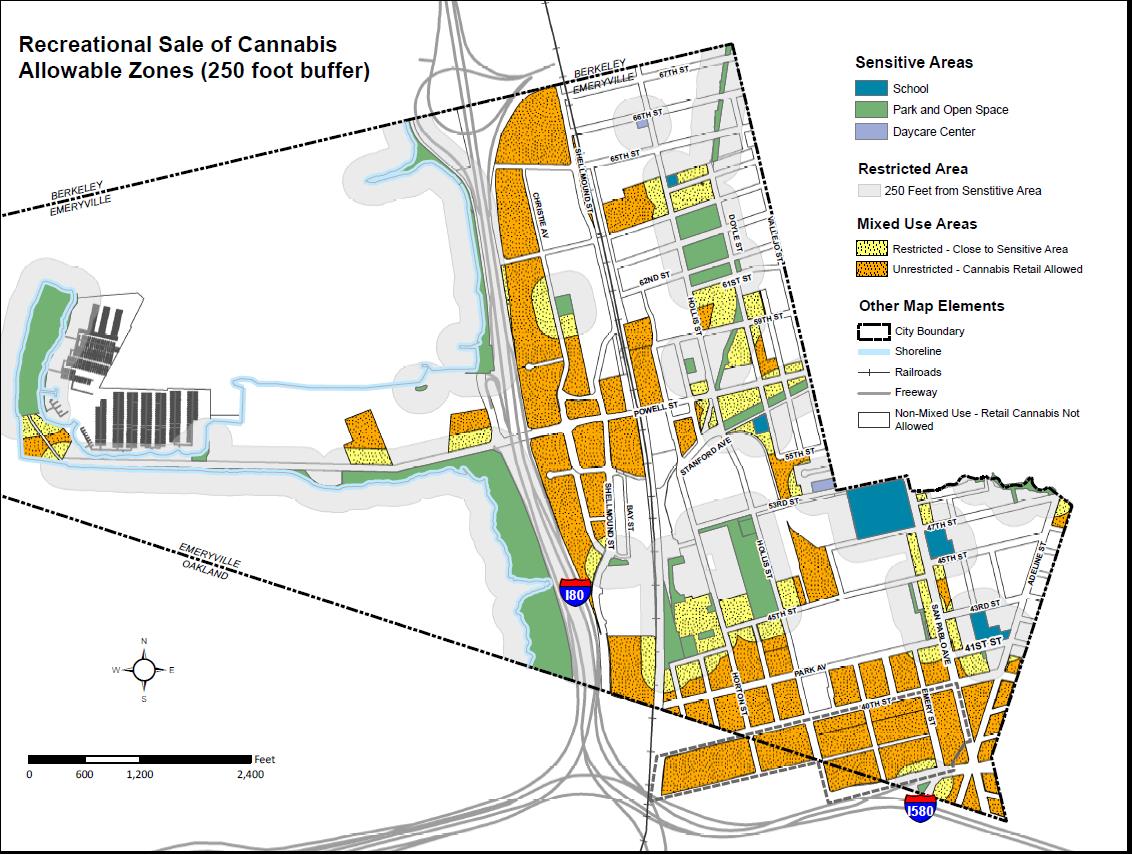 Recreational Sale of Cannabis
Allowable Zones (250 foot buffer)
Sensitive Areas
School
Park and Open Space
Daycare Center
Restricted Area
250 Feet from Sensitive Area
Mixed Use Areas
Restricted - Close to Sensitive Area
Unrestricted - Cannabis Retail Allowed
Other Map Elements
City Boundary
Shoreline
Railroads
Freeway
Non-Mixed Use - Retail Cannabis Not
Allowed
BERKELEY
EMERYVILLE
67TH ST
66TH ST
65TH ST
SHELLMOUND ST
CHRISTIE AV
BERKELEY
EMERYVILLE
DOYLE ST
VALLEJO ST
62ND ST
61ST ST
HOLLIS ST
59TH ST
POWELL ST
STANFORD AVE
55TH ST
53RD ST
SHELLMOUND ST
BAY ST
HOLLIS ST
47TH ST
45TH ST
ADELINE ST
EMERYVILLE
OAKLAND
I80
45TH ST
43RD ST
SAN PABLO AVE
41ST ST
PARK AV
HORTON ST
40TH ST
EMERY ST
I580
N
W
E
S
Feet
0
600
1,200
2,400